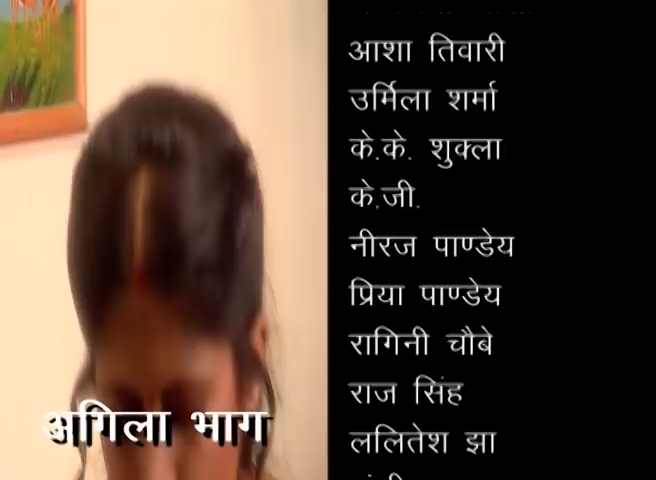 आशा तिवारी
उर्मिला शर्मा
के.के. शुक्ला
के.जी.
नीरज पाण्डेय
प्रिया पाण्डेय
रागिनी चौबे
राज सिंह
ललितेश झा
अगिला भाग